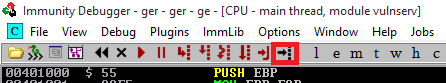 Immunity Debugger - ger - ger - ge - [CPU - main thread, module vulnserv]
C File View Debug Plugins ImmLib Options Window Jobs
l e m t w h c
00401000 $ 55 PUSH EBP